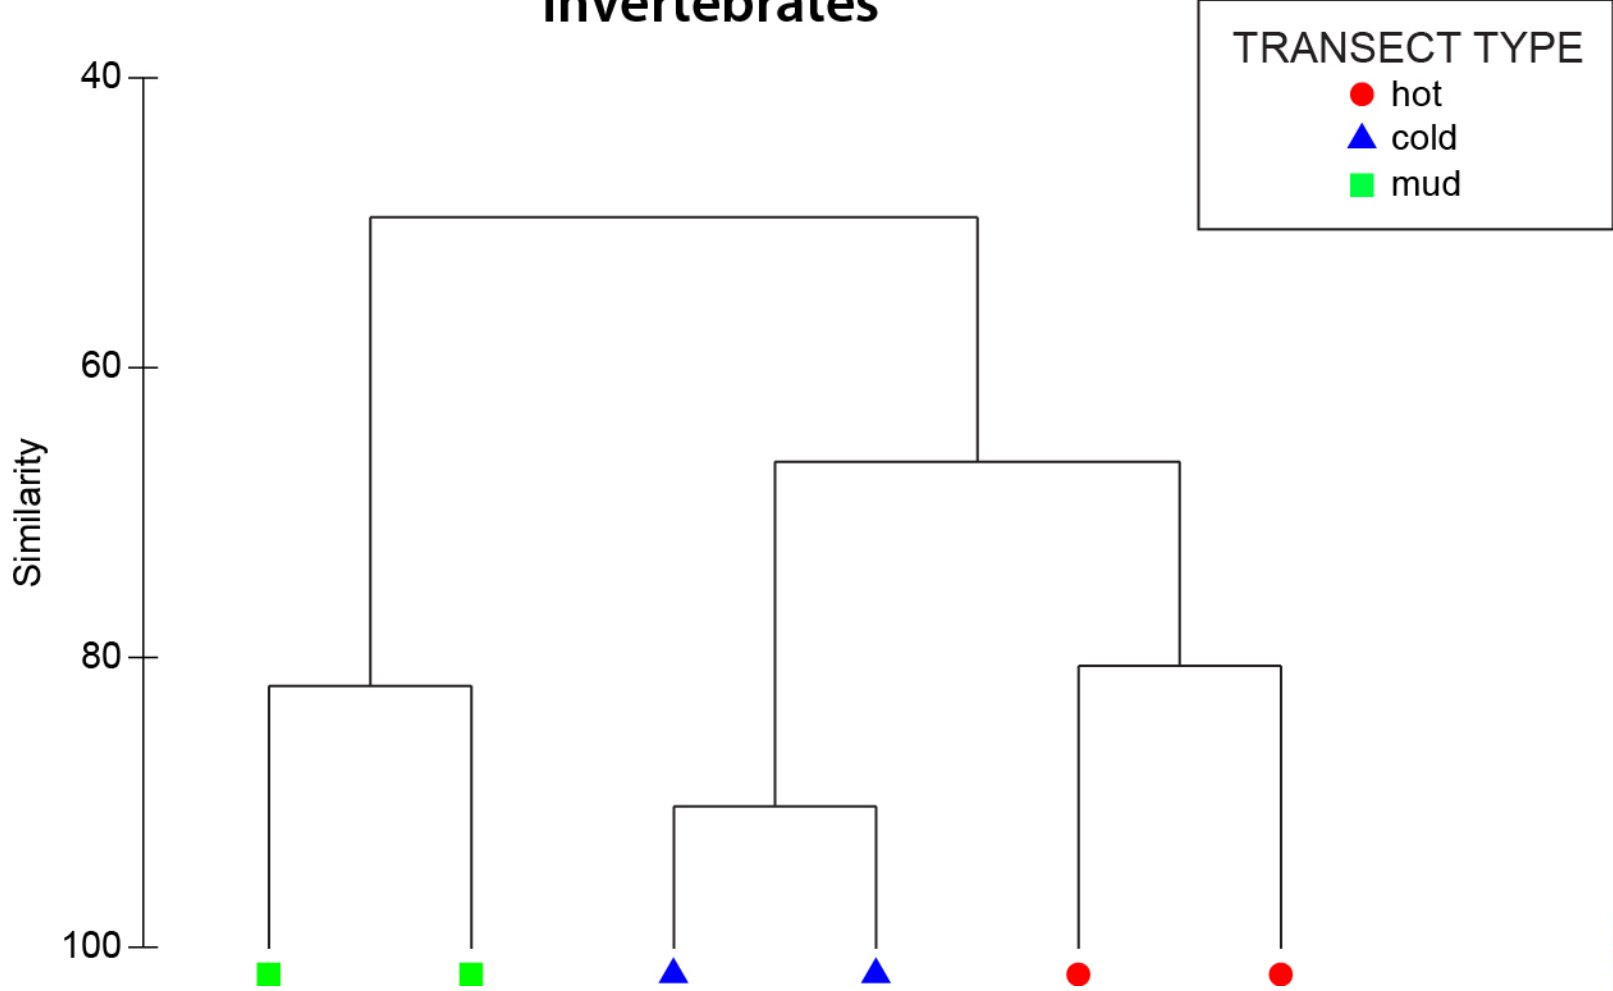 Invertebrates
TRANSECT TYPE
hot
cold
mud
40
60
80
100
Similarity